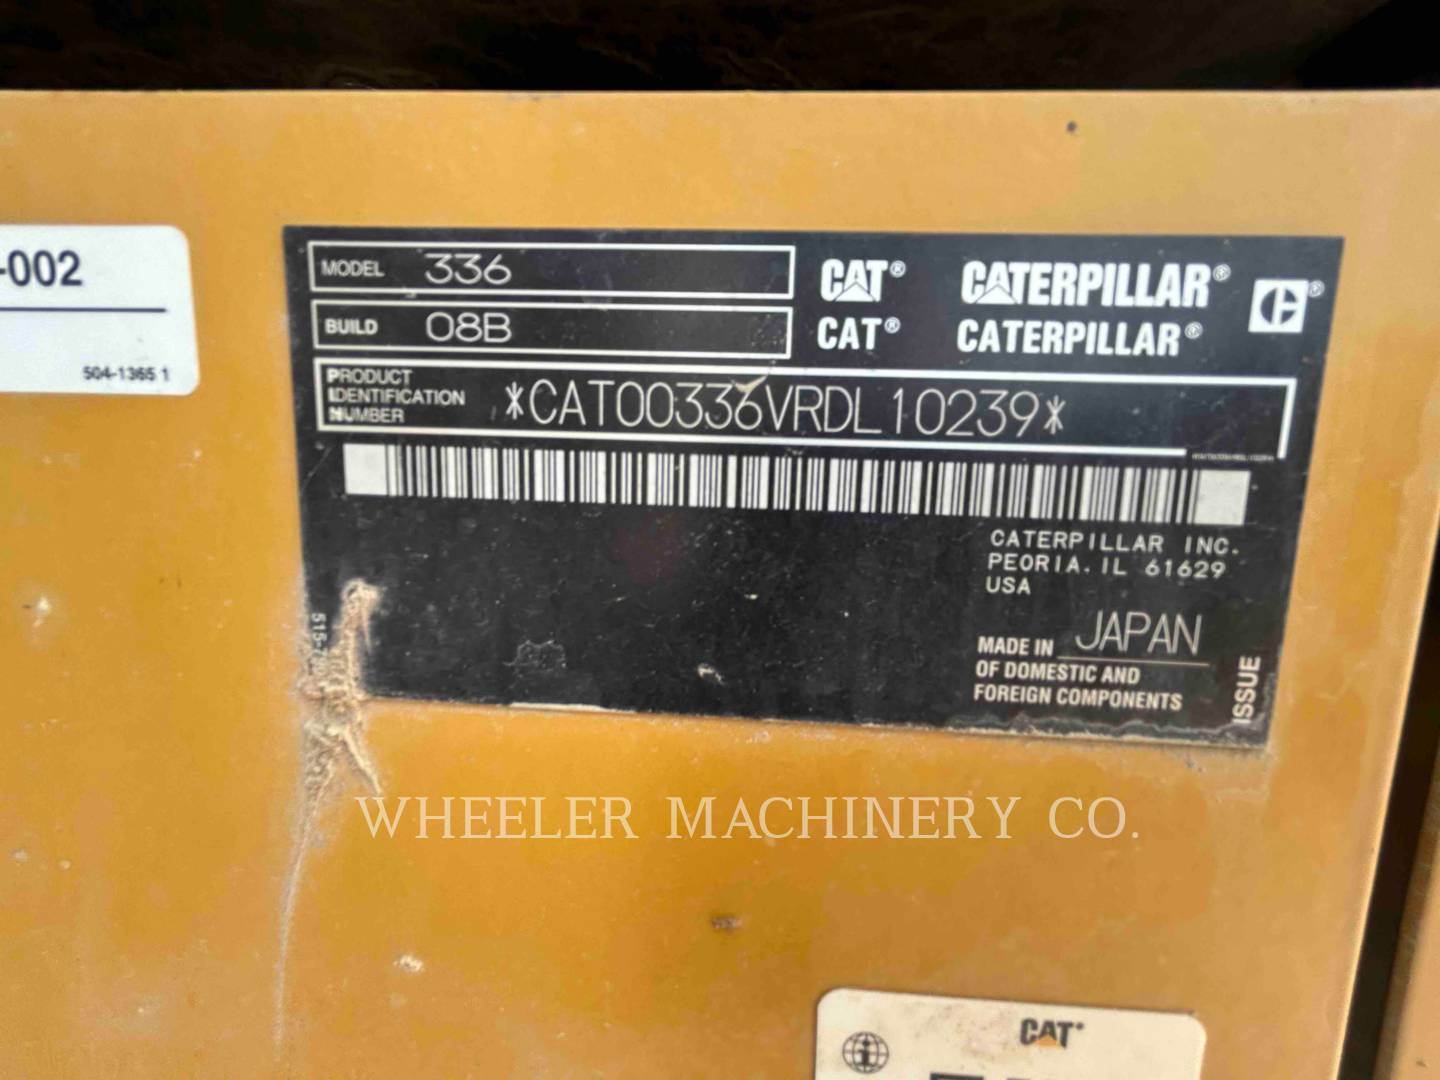 -002
504-1365 1
MODEL 336
BUILD 08B
CAT® CATERPILLAR®
CAT® CATERPILLAR®
PRODUCT
IDENTIFICATION
NUMBER
*CAT00336VRDL10239*
CATERPILLAR INC.
PEORIA, IL 61629
USA
MADE IN JAPAN
OF DOMESTIC AND
FOREIGN COMPONENTS
ISSUE
515-
WHEELER MACHINERY CO.
CAT